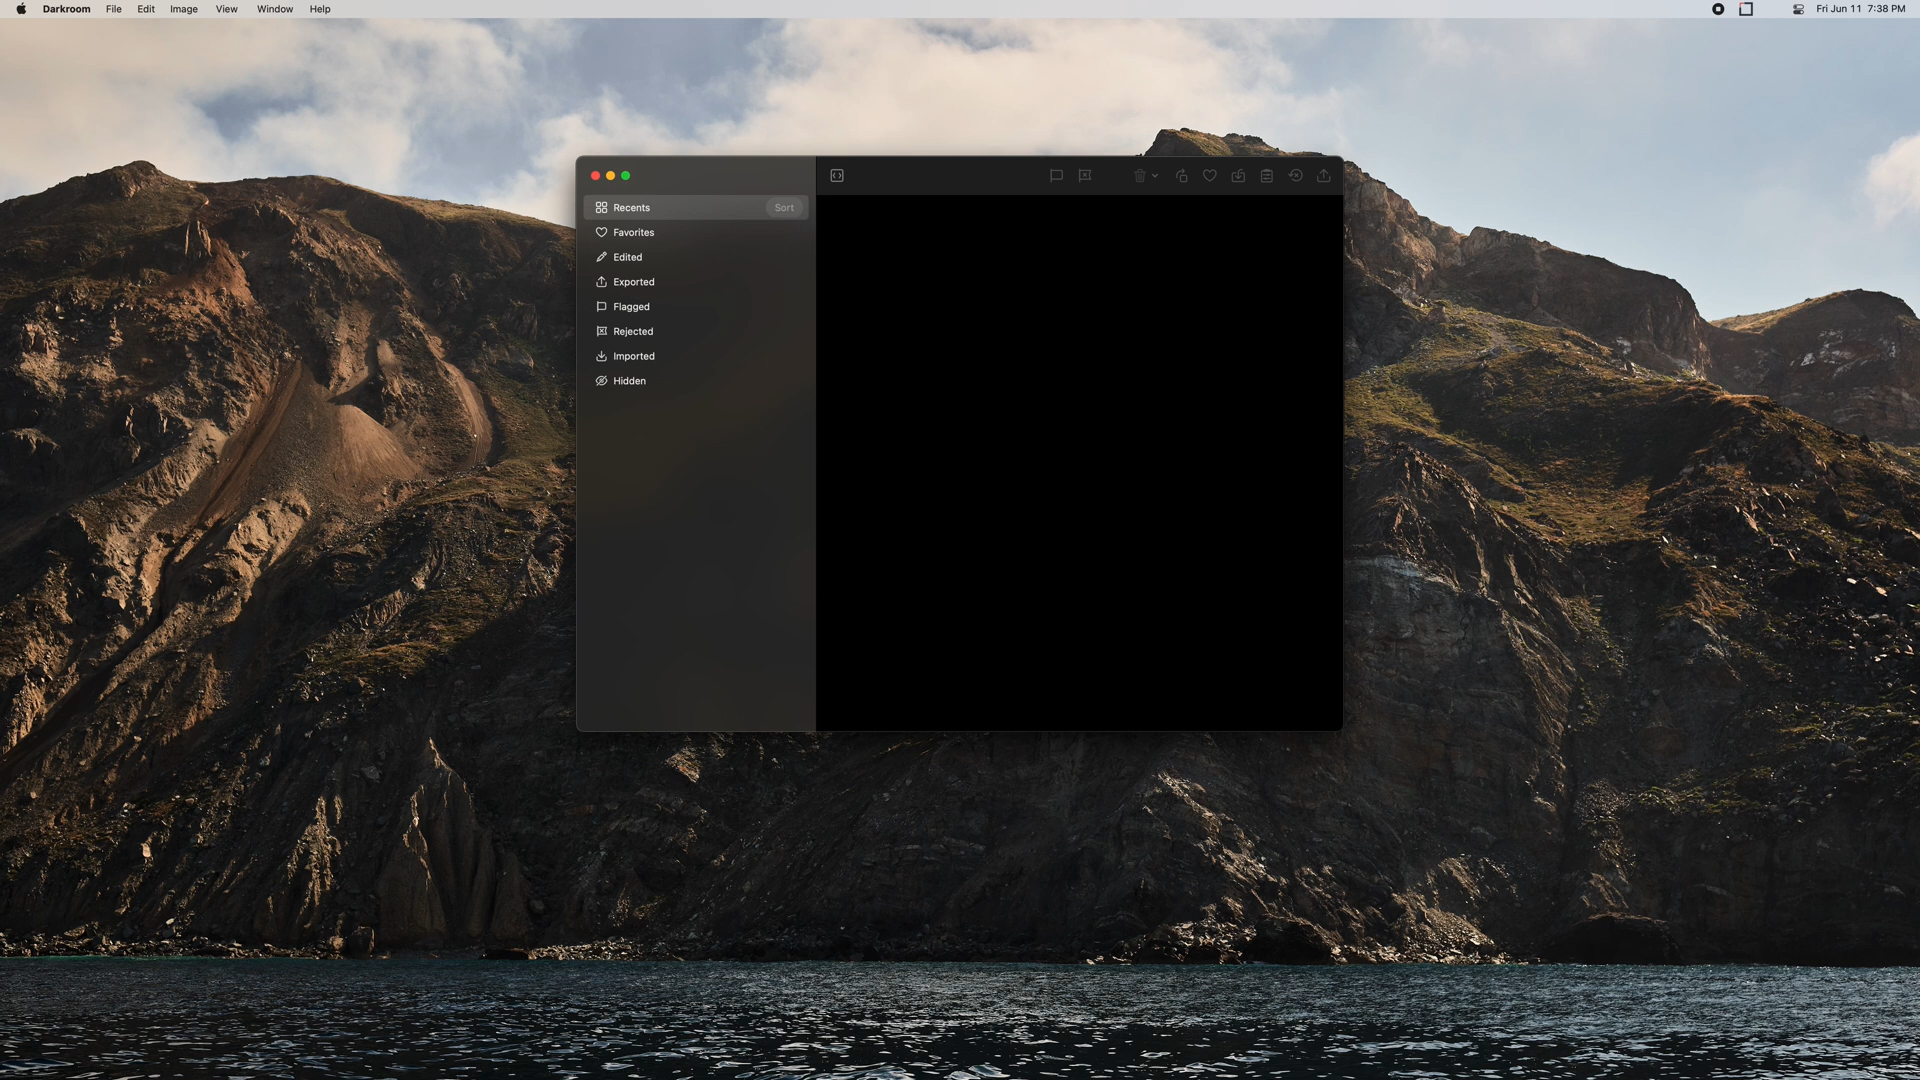 Darkroom File Edit Image View Window Help Fri Jun 11 7:38 PM
Recents Sort
Favorites
Edited
Exported
Flagged
Rejected
Imported
Hidden